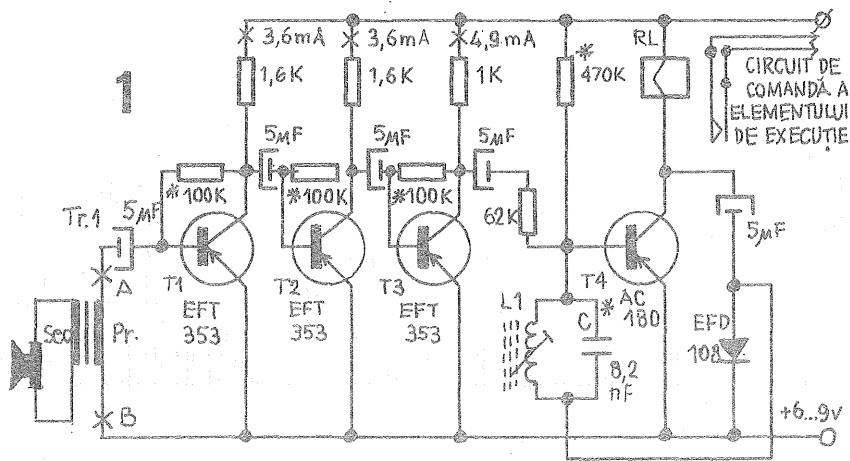 1
3,6mA
3,6mA
4,9mA
1,6K
1,6K
1K
* 470K
RL
CIRCUIT DE
COMANDĂ A
ELEMENTULUI
DE EXECUȚIE
5µF
5µF
5µF
* 100K
* 100K
* 100K
62K
5µF
Tr.1
5µF
A
T1
EFT
353
T2
EFT
353
T3
EFT
353
T4
AC
180
Sec
Pr.
B
L1
C
*
8,2
nF
EFD
108
+6...9V